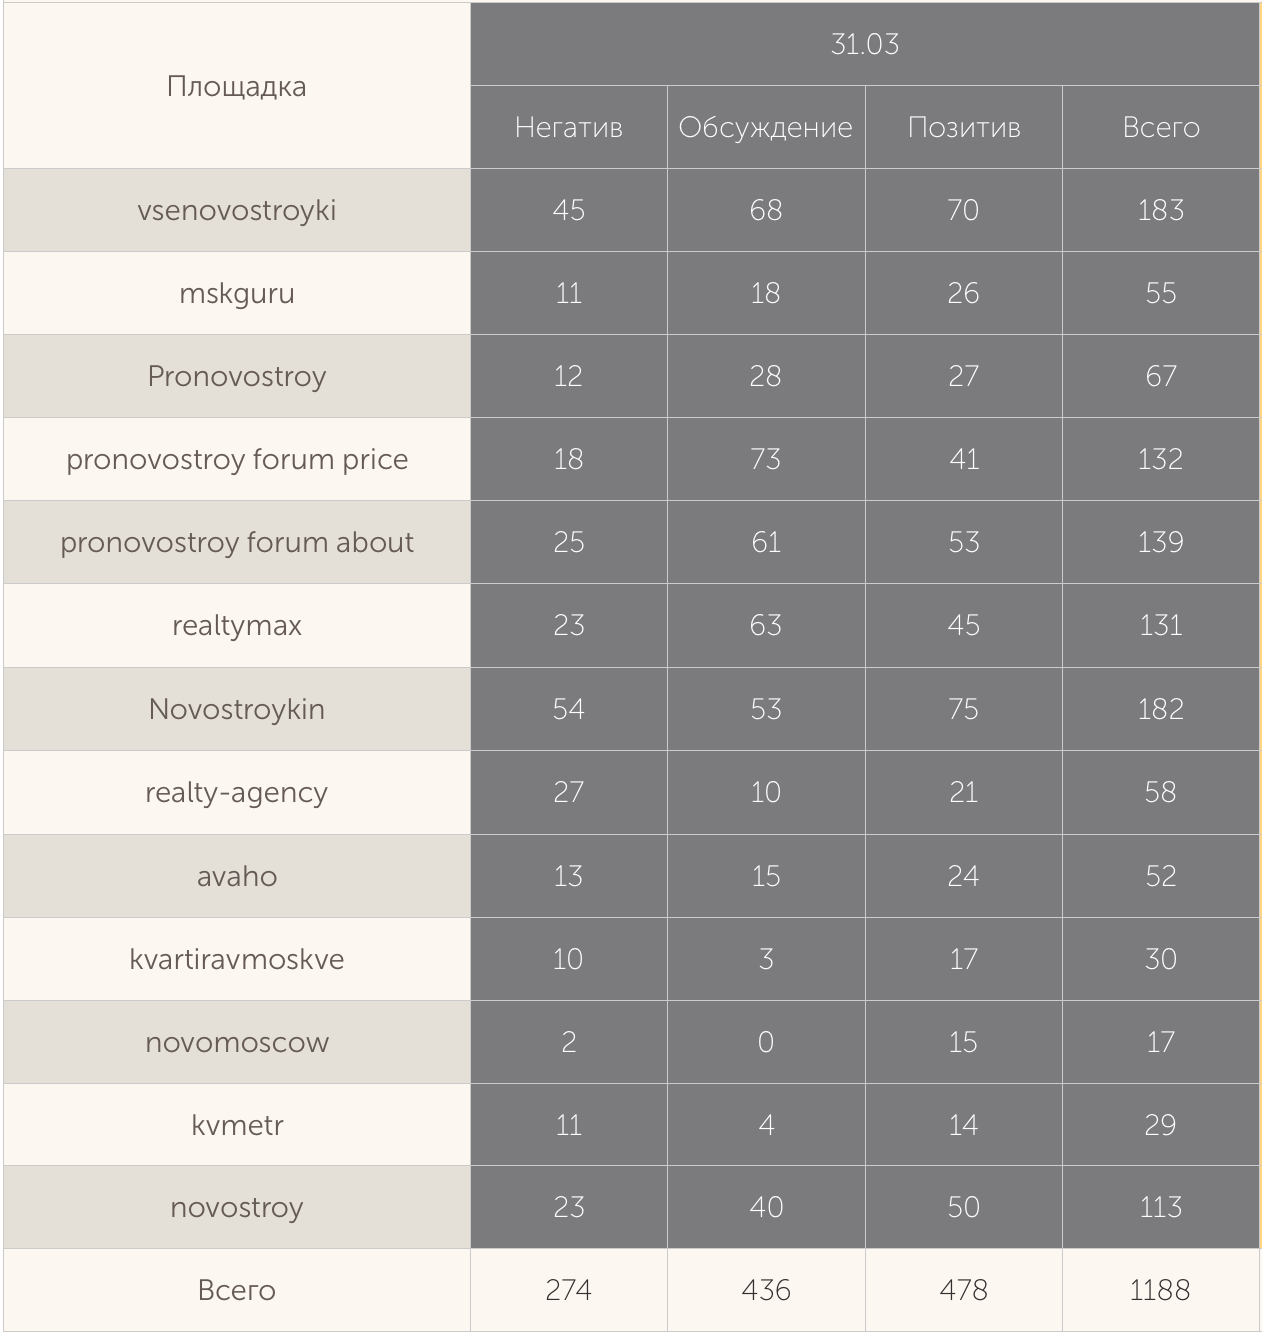 31.03
Площадка
Негатив Обсуждение Позитив Всего
vsenovostroyki 45 68 70 183
mskguru 11 18 26 55
Pronovostroy 12 28 27 67
pronovostroy forum price 18 73 41 132
pronovostroy forum about 25 61 53 139
realtymax 23 63 45 131
Novostroykin 54 53 75 182
realty-agency 27 10 21 58
avaho 13 15 24 52
kvartiravmoskve 10 3 17 30
novomoscow 2 0 15 17
kvmetr 11 4 14 29
novostroy 23 40 50 113
Всего 274 436 478 1188